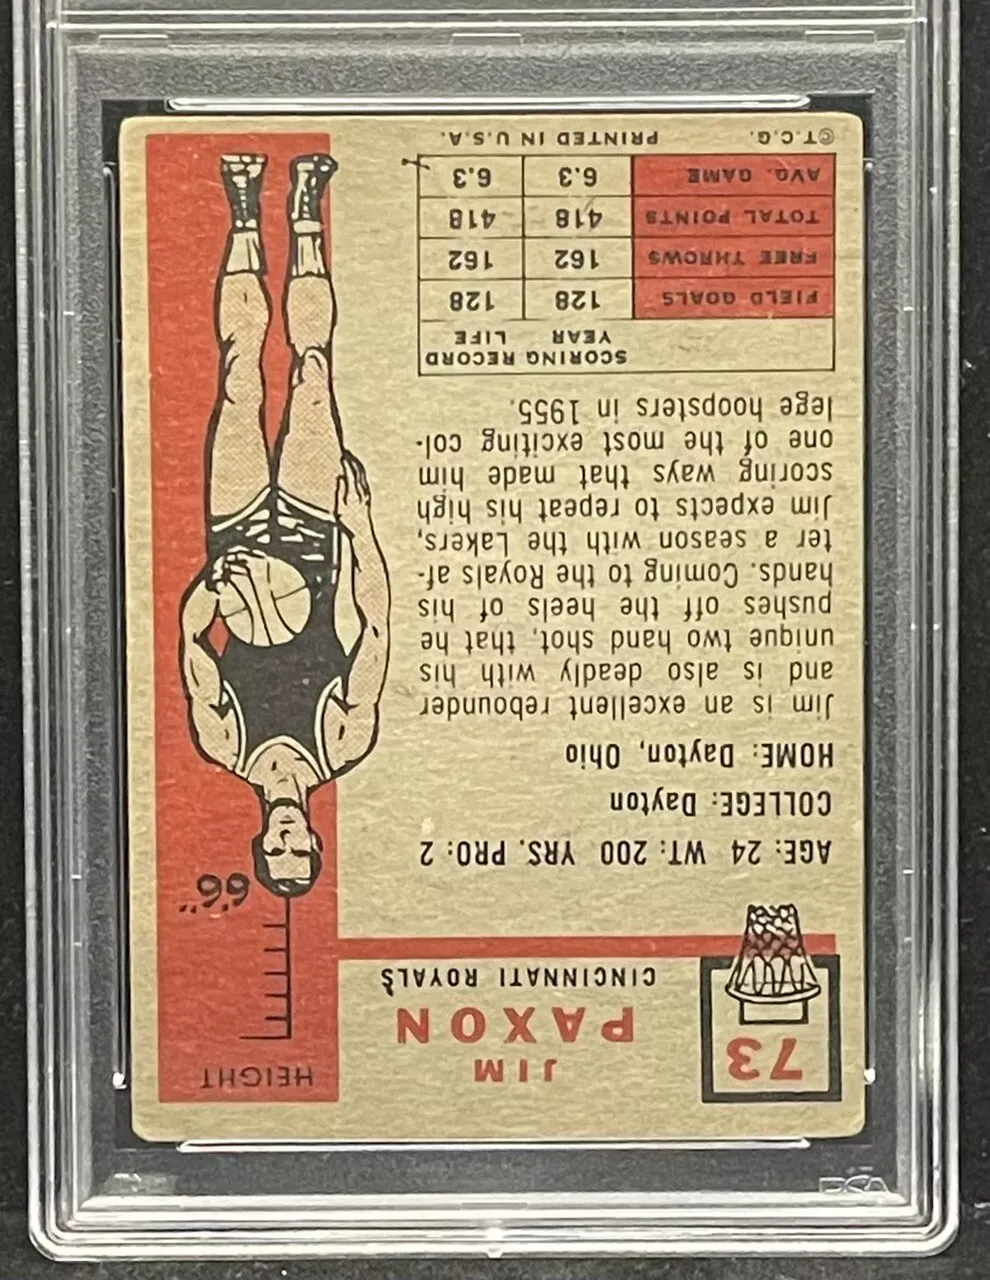 73
JIM
PAXON
CINCINNATI ROYALS
HEIGHT
6'6"
AGE: 24 WT: 200 YRS. PRO: 2
COLLEGE: Dayton
HOME: Dayton, Ohio
Jim is an excellent rebounder
and is also deadly with his
unique two hand shot, that he
pushes off the heels of his
hands. Coming to the Royals af-
ter a season with the Lakers,
Jim expects to repeat his high
scoring ways that made him
one of the most exciting col-
lege hoopsters in 1955.
SCORING RECORD
YEAR LIFE
FIELD GOALS 128 128
FREE THROWS 162 162
TOTAL POINTS 418 418
AVG. GAME 6.3 6.3
©T.C.G. PRINTED IN U.S.A.
PSA